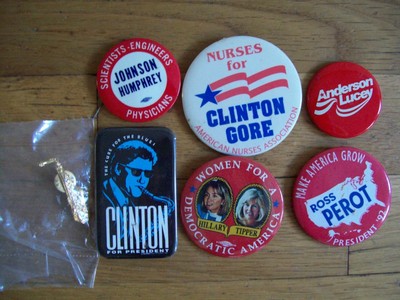 SCIENTISTS-ENGINEERS
JOHNSON
HUMPHREY
PHYSICIANS
NURSES
for
CLINTON
GORE
AMERICAN NURSES ASSOCIATION
Anderson
Lucey
THE CURE FOR THE BLUES!
CLINTON
FOR PRESIDENT
WOMEN FOR A
HILLARY
TIPPER
DEMOCRATIC AMERICA
MAKE AMERICA GROW
ROSS
PEROT
PRESIDENT '92